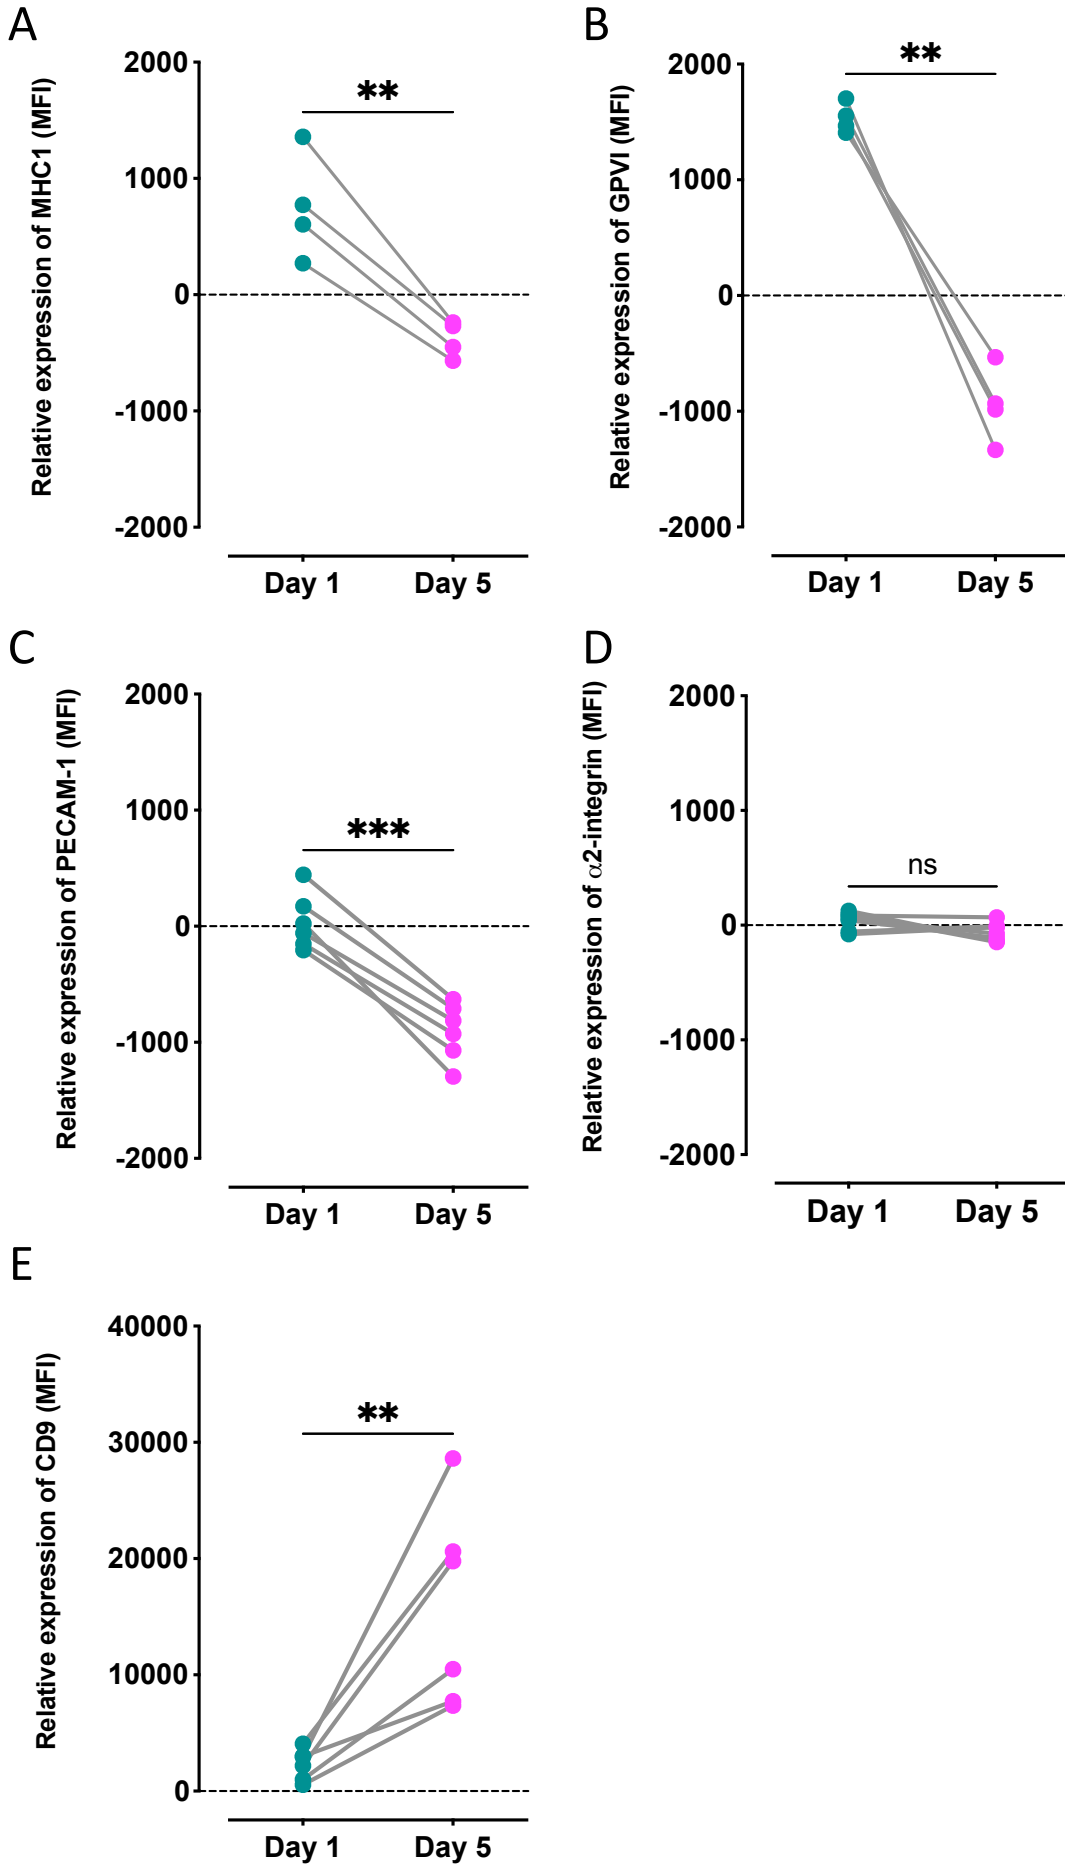 A
Relative expression of MHC1 (MFI)
2000
1000
0
-1000
-2000
**
Day 1 Day 5
B
Relative expression of GPVI (MFI)
2000
1000
0
-1000
-2000
**
Day 1 Day 5
C
Relative expression of PECAM-1 (MFI)
2000
1000
0
-1000
-2000
***
Day 1 Day 5
D
Relative expression of α2-integrin (MFI)
2000
1000
0
-1000
-2000
ns
Day 1 Day 5
E
Relative expression of CD9 (MFI)
40000
30000
20000
10000
0
**
Day 1 Day 5